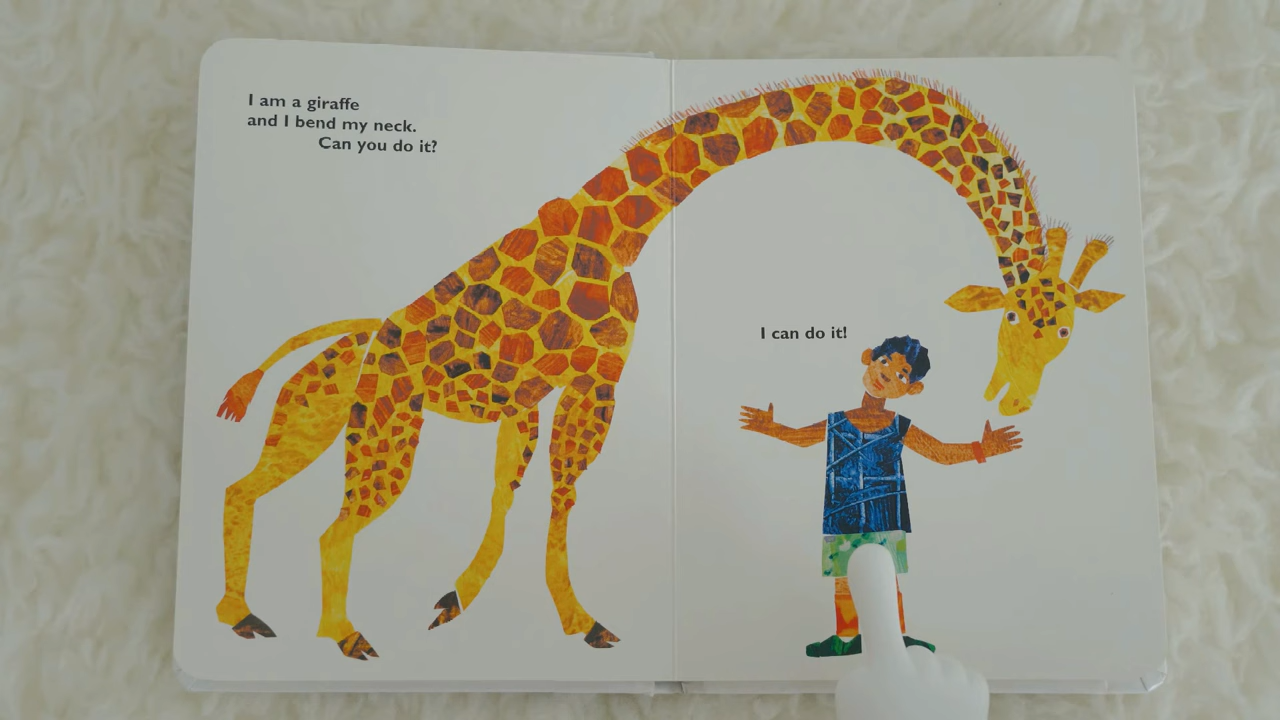 I am a giraffe
and I bend my neck.
Can you do it?
I can do it!